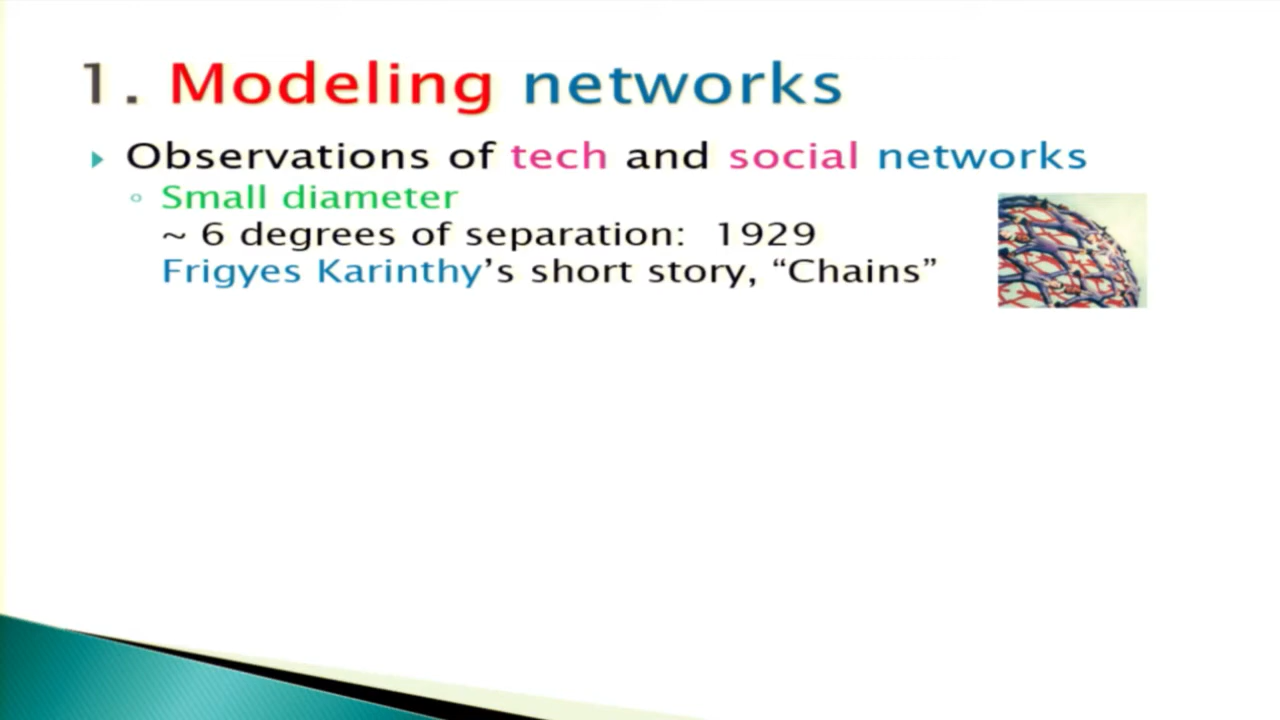 1. Modeling networks
Observations of tech and social networks
Small diameter
~ 6 degrees of separation: 1929
Frigyes Karinthy’s short story, “Chains”